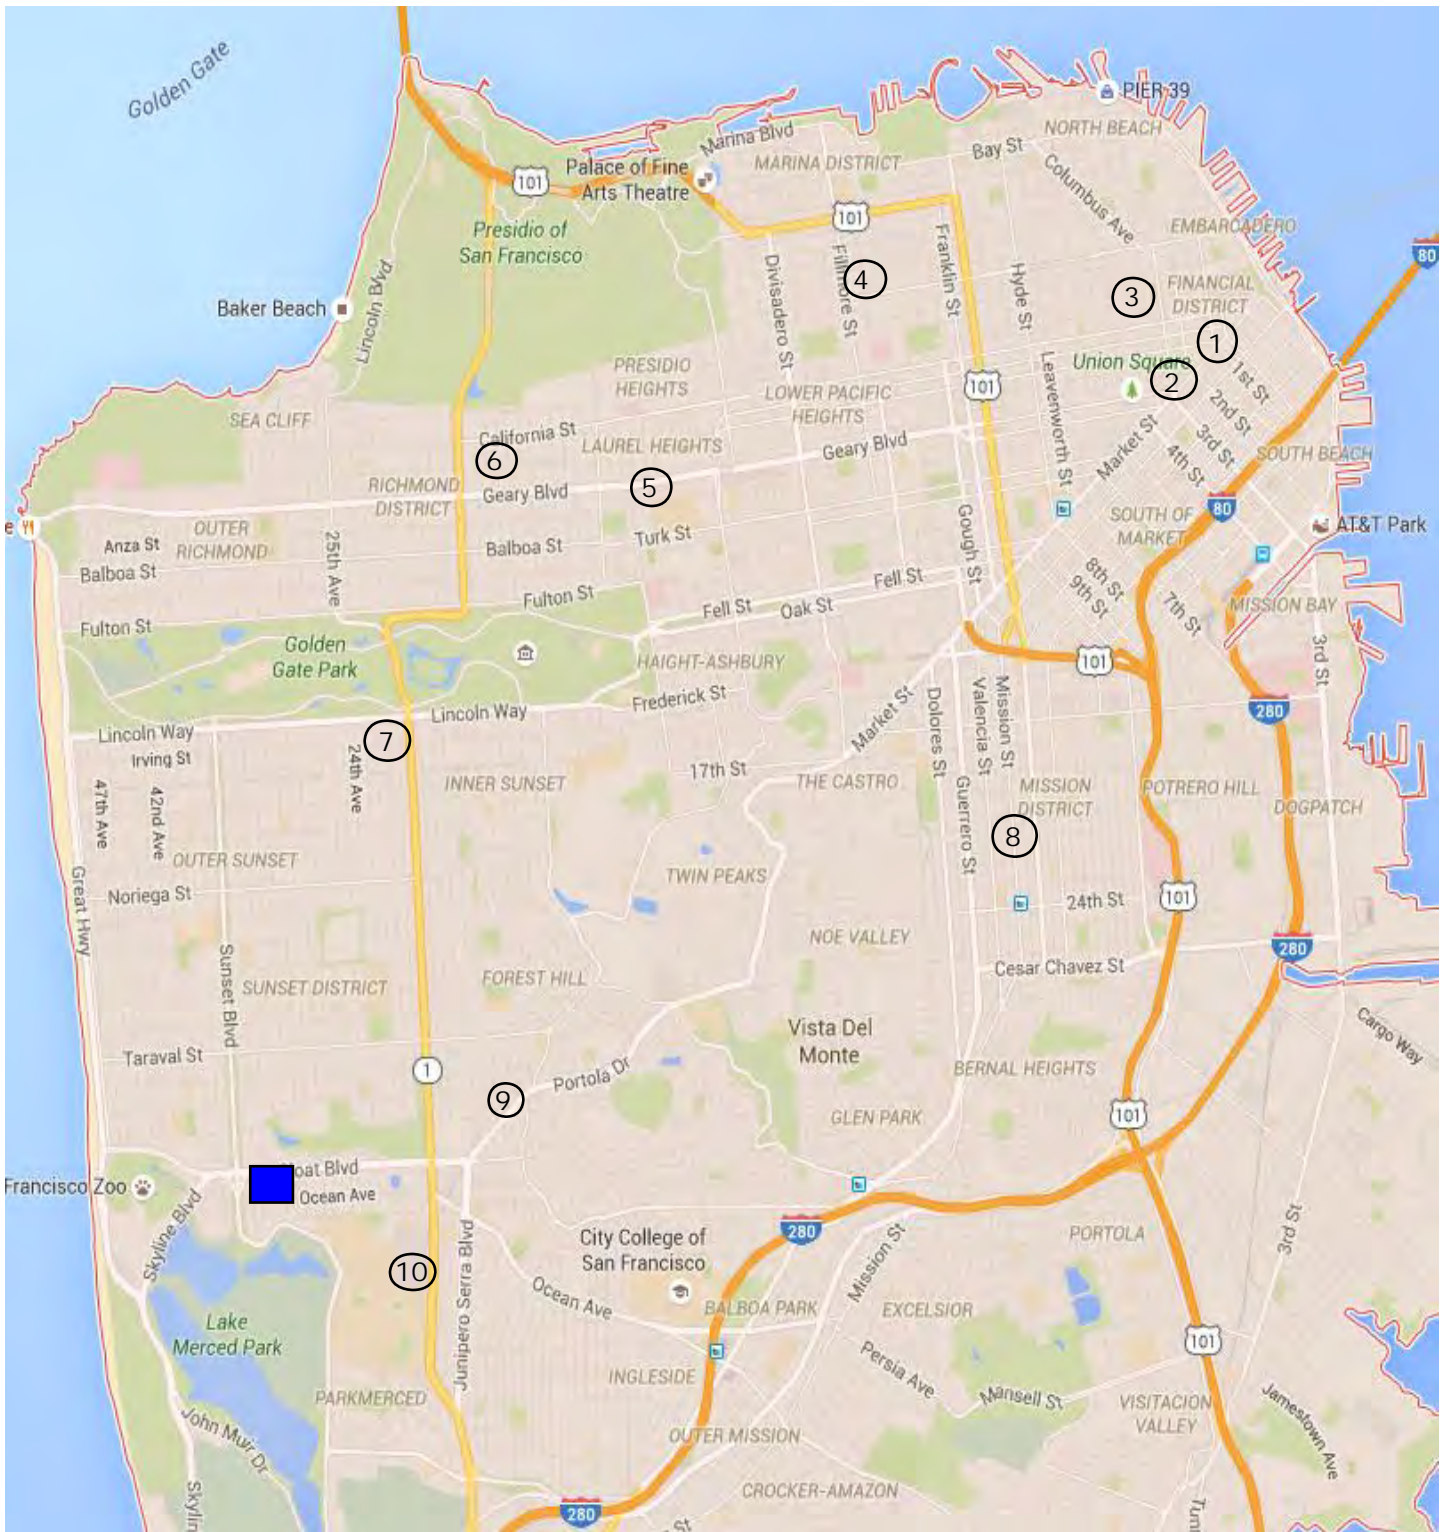 Golden Gate
PIER 39
NORTH BEACH
Marina Blvd
MARINA DISTRICT
Bay St
Columbus Ave
Palace of Fine
Arts Theatre
101
101
EMBARCADERO
Presidio of
San Francisco
80
Lincoln Blvd
Baker Beach
Divisadero St
Fillmore St
4
Franklin St
Hyde St
3
FINANCIAL
DISTRICT
1
Union Square
2
PRESIDIO
HEIGHTS
LOWER PACIFIC
HEIGHTS
101
Leavenworth St
1st St
2nd St
3rd St
4th St
Market St
SOUTH BEACH
SEA CLIFF
California St
LAUREL HEIGHTS
Geary Blvd
6
5
RICHMOND
DISTRICT
Geary Blvd
80
e
OUTER
RICHMOND
Anza St
Balboa St
25th Ave
Balboa St
Turk St
Gough St
SOUTH OF
MARKET
AT&T Park
8th St
9th St
7th St
MISSION BAY
Fell St
Fulton St
Fell St
Oak St
Fulton St
Golden
Gate Park
HAIGHT-ASHBURY
101
3rd St
Frederick St
Lincoln Way
Lincoln Way
7
Irving St
24th Ave
47th Ave
42nd Ave
INNER SUNSET
17th St
Market St
THE CASTRO
Dolores St
Guerrero St
Valencia St
Mission St
280
MISSION
DISTRICT
POTRERO HILL
DOGPATCH
8
OUTER SUNSET
TWIN PEAKS
Noriega St
Great Hwy
24th St
101
NOE VALLEY
280
Sunset Blvd
SUNSET DISTRICT
FOREST HILL
Cesar Chavez St
Vista Del
Monte
Cargo Way
Taraval St
1
Portola Dr
BERNAL HEIGHTS
9
GLEN PARK
101
Francisco Zoo
loat Blvd
Ocean Ave
Skyline Blvd
Junipero Serra Blvd
City College of
San Francisco
280
Mission St
PORTOLA
3rd St
10
Ocean Ave
BALBOA PARK
EXCELSIOR
Lake
Merced Park
101
INGLESIDE
Persia Ave
Mansell St
PARKMERCED
VISITACION
VALLEY
Jamestown Ave
John Muir Dr
OUTER MISSION
CROCKER-AMAZON
Skylin
280
St
Tunn